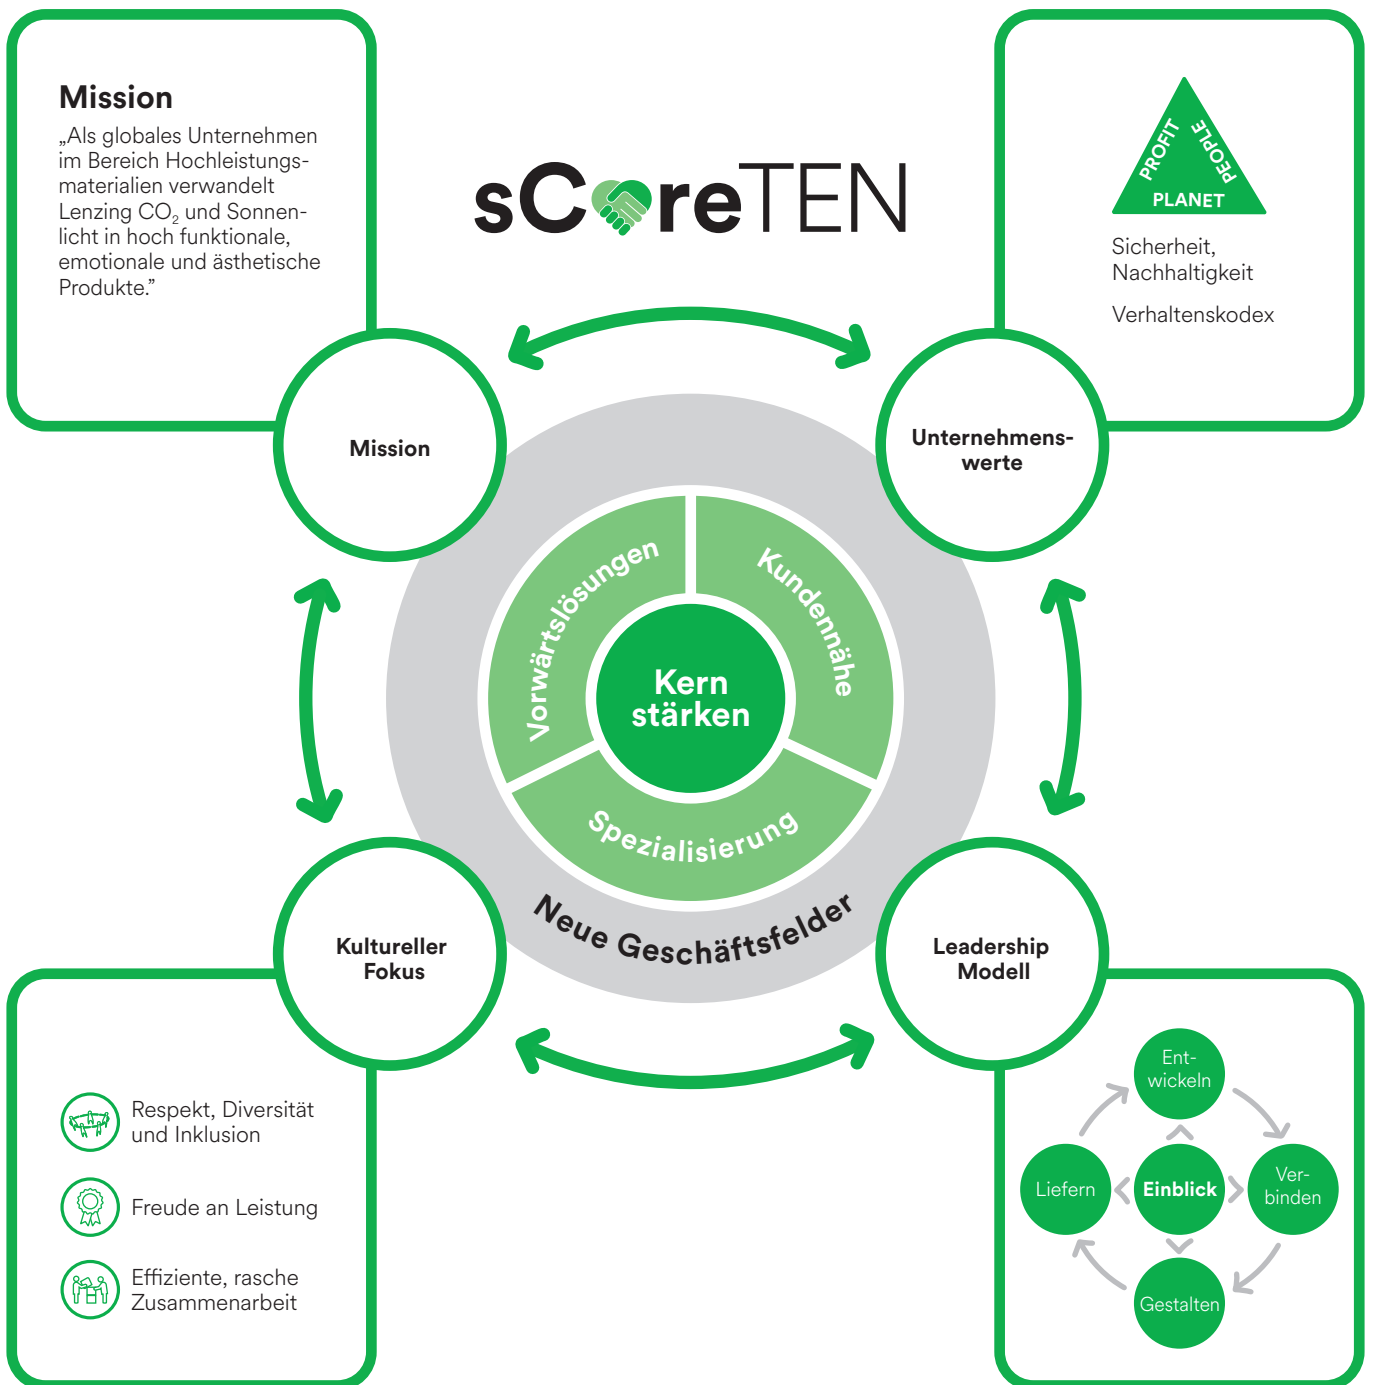 Mission
„Als globales Unternehmen
im Bereich Hochleistungs-
materialien verwandelt
Lenzing CO₂ und Sonnen-
licht in hoch funktionale,
emotionale und ästhetische
Produkte.”
sCoreTEN
PROFIT
PEOPLE
PLANET
Sicherheit,
Nachhaltigkeit
Verhaltenskodex
Mission
Unternehmens-
werte
Vorwärtslösungen
Kundennähe
Kern
stärken
Spezialisierung
Neue Geschäftsfelder
Kultureller
Fokus
Leadership
Modell
Respekt, Diversität
und Inklusion
Freude an Leistung
Effiziente, rasche
Zusammenarbeit
Ent-
wickeln
Liefern
Einblick
Ver-
binden
Gestalten